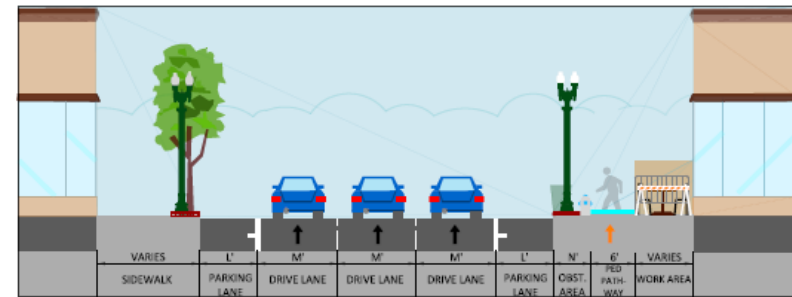 VARIES L' M' M' M' L' N' 6' VARIES
SIDEWALK PARKING LANE DRIVE LANE DRIVE LANE DRIVE LANE PARKING LANE OBST. AREA PED PATH-WAY WORK AREA